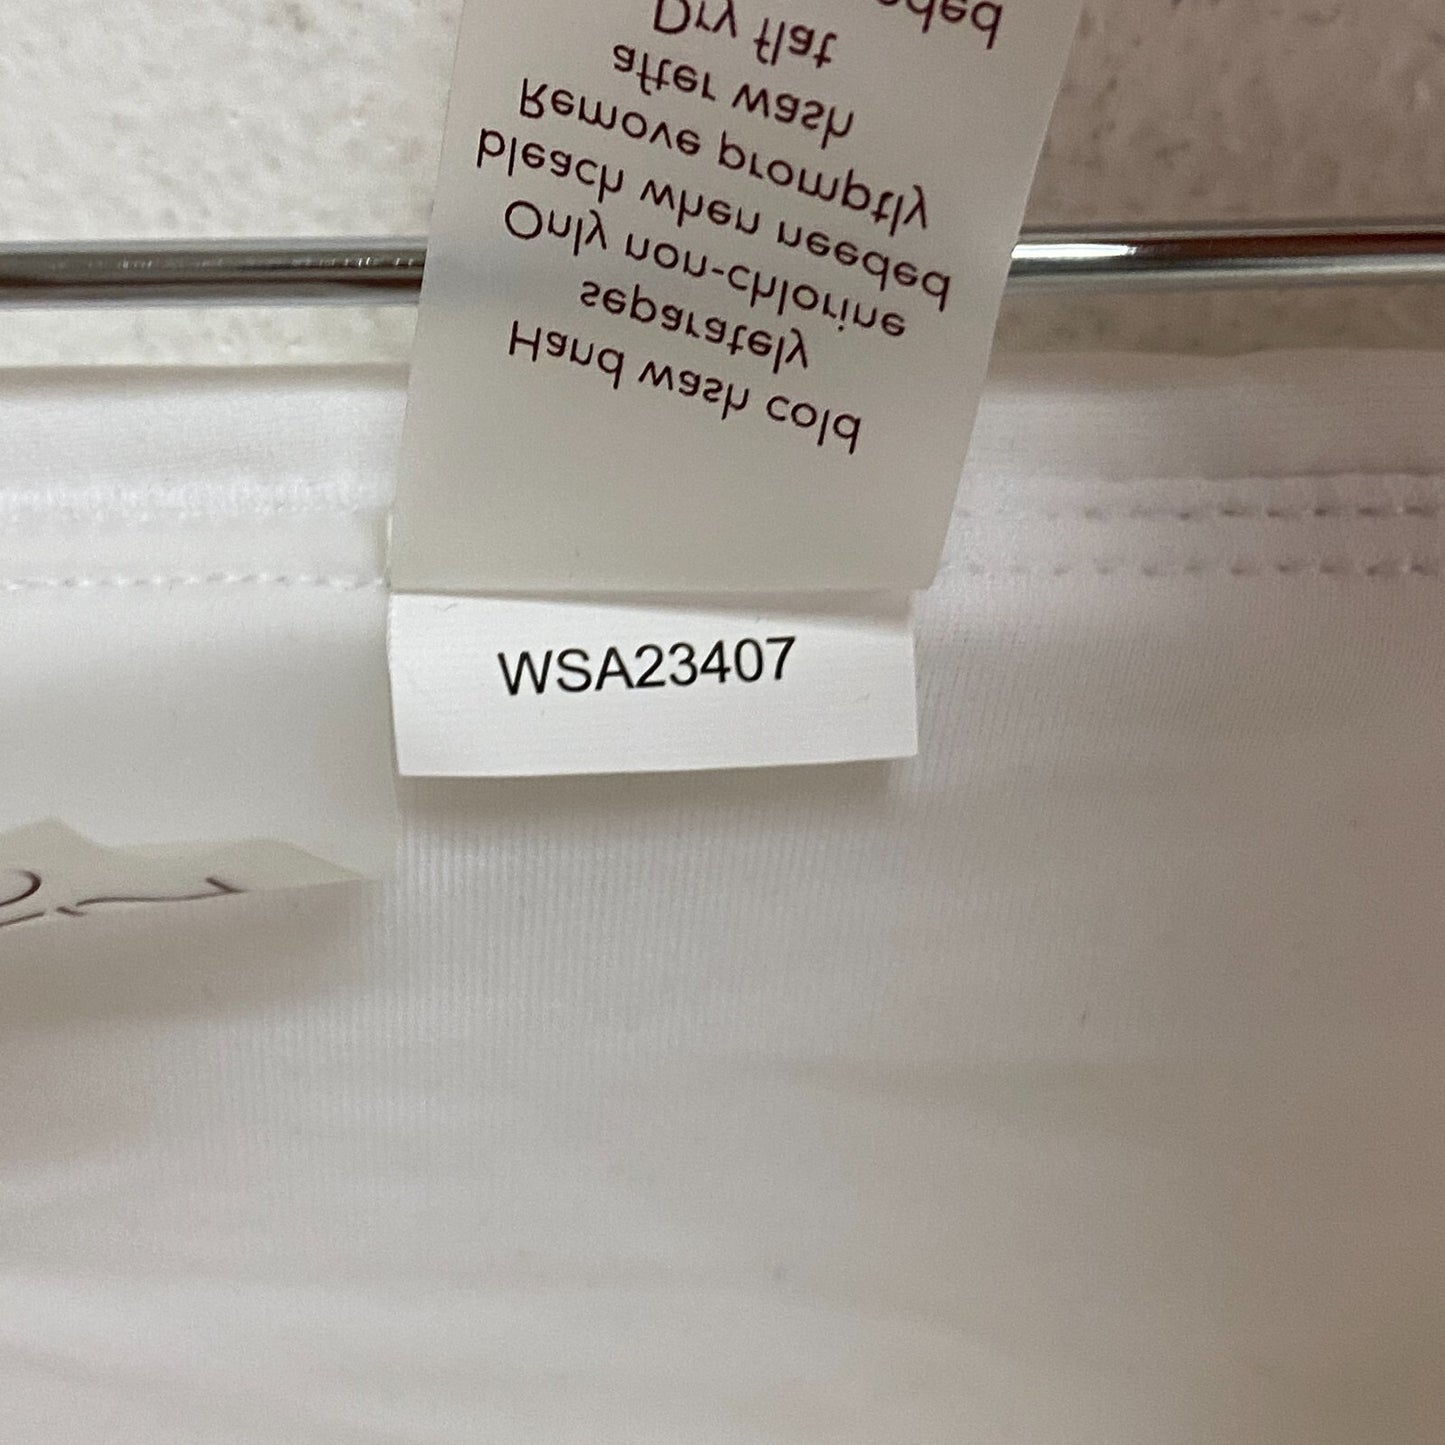 Hand wash cold
separately
Only non-chlorine
bleach when needed
Remove promptly
after wash
Dry flat
WSA23407